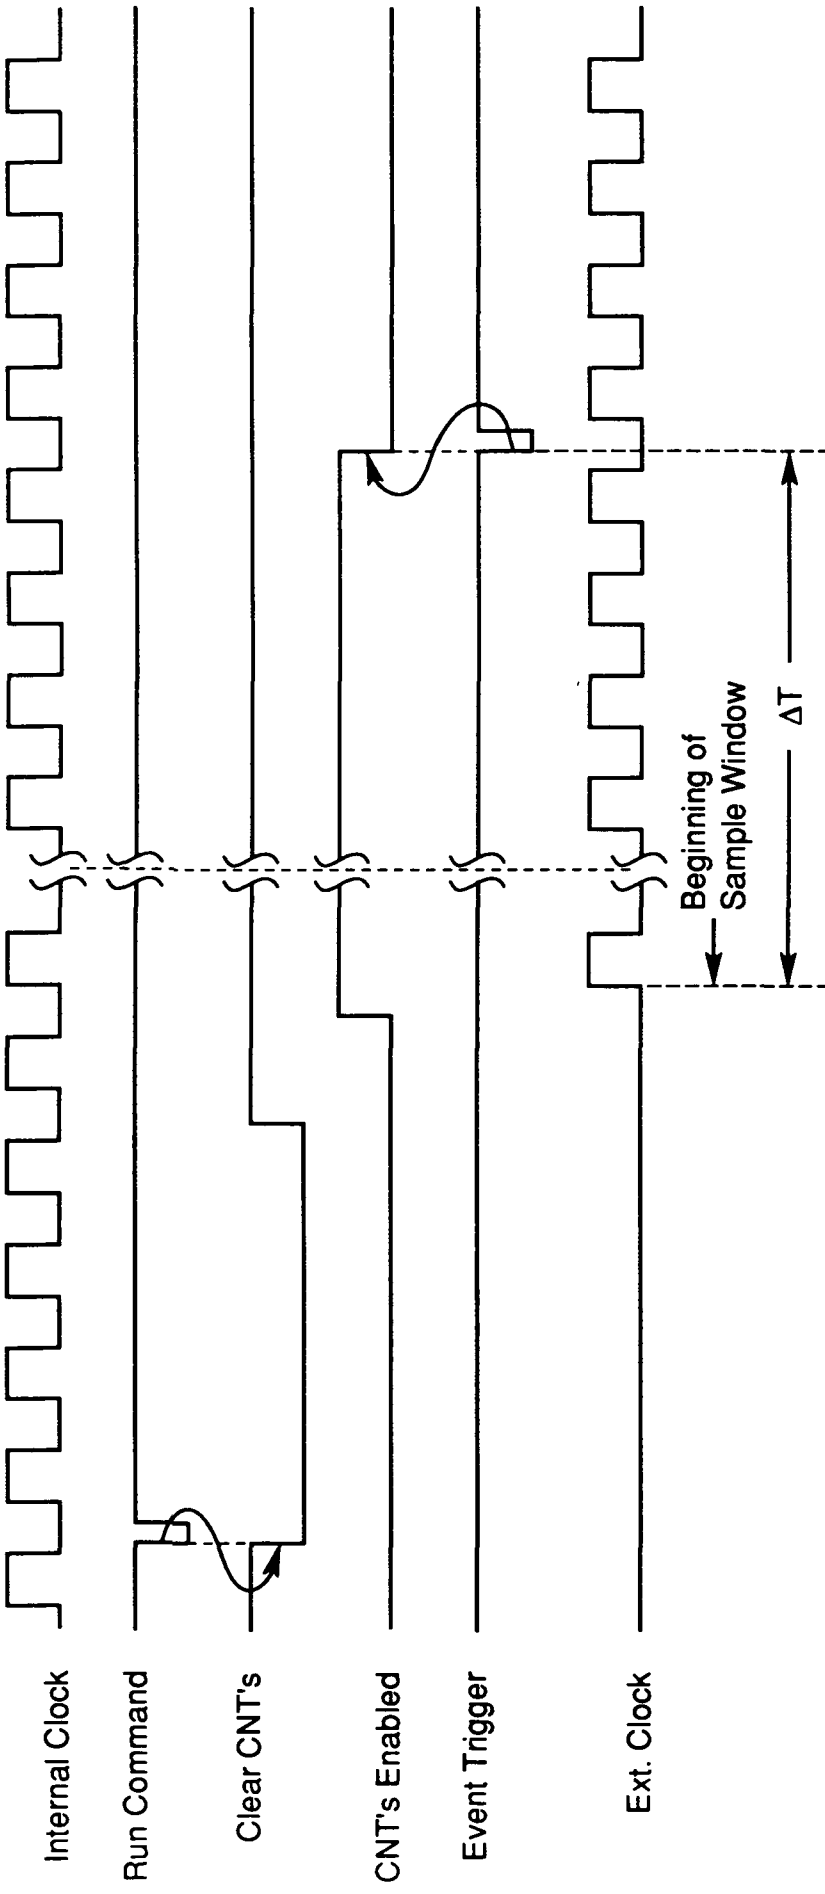 Internal Clock
Run Command
Clear CNT's
CNT's Enabled
Event Trigger
Ext. Clock
Beginning of
Sample Window
ΔT